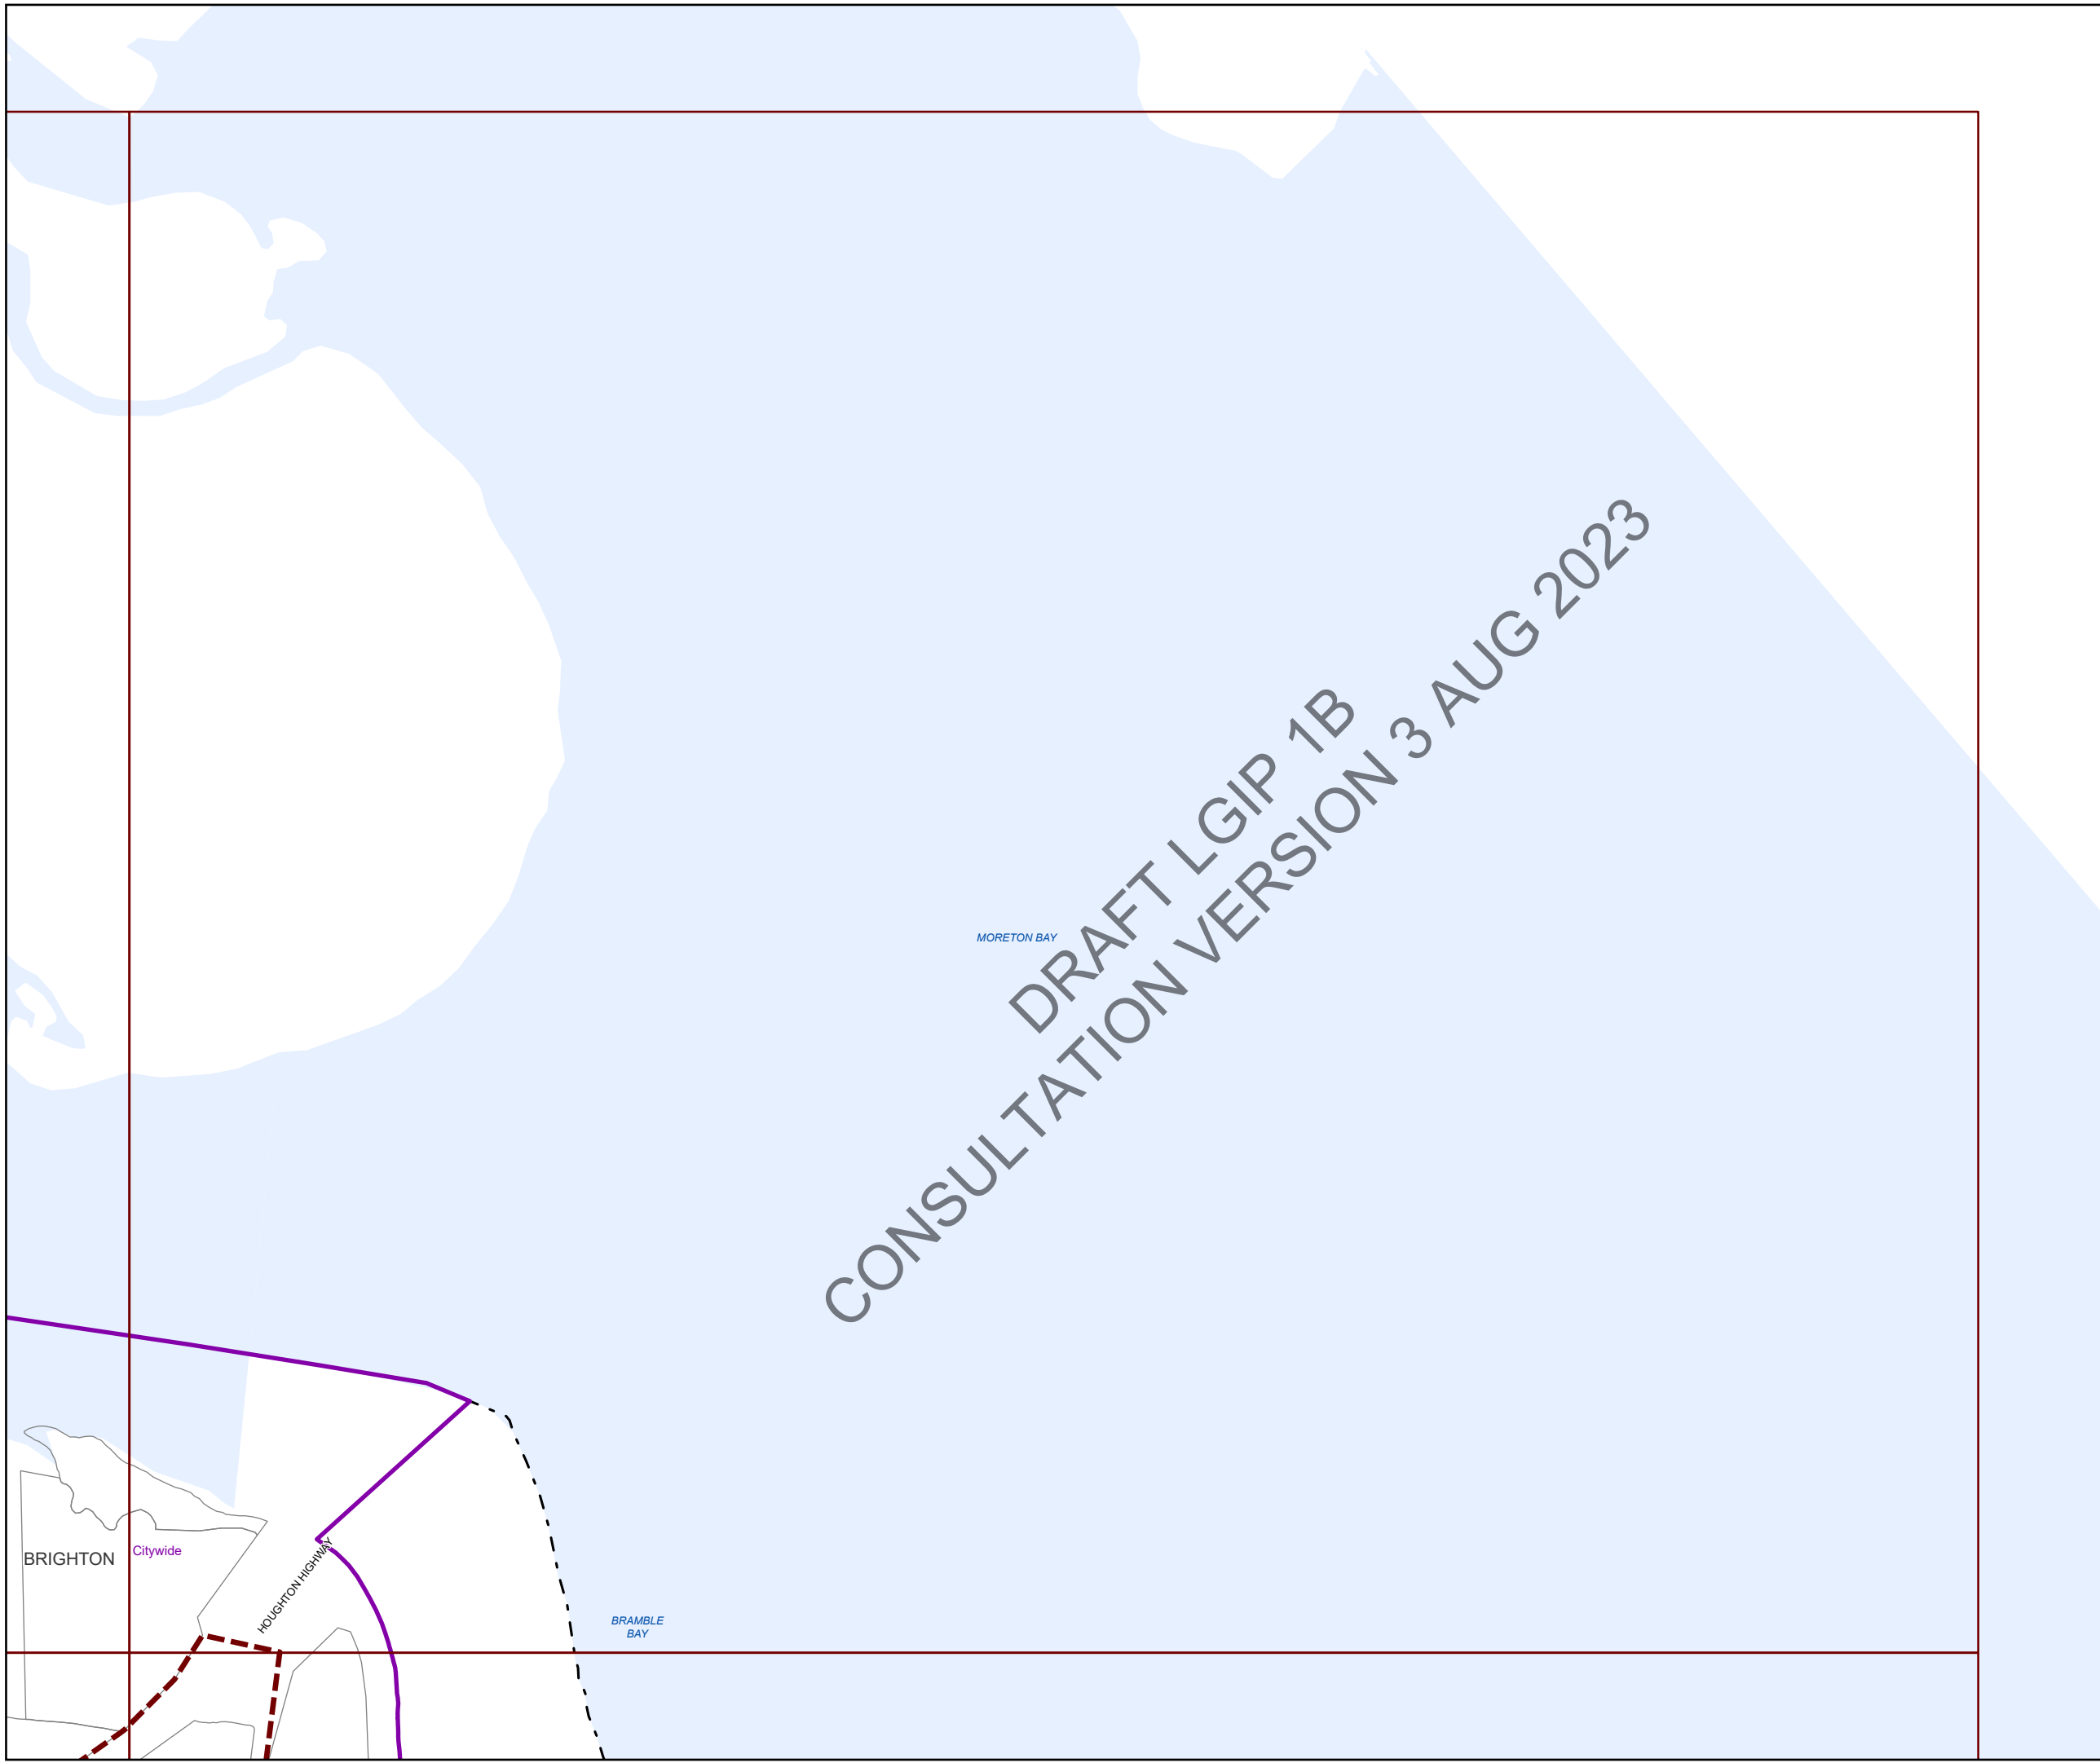 DRAFT LGIP 1B
CONSULTATION VERSION 3 AUG 2023
MORETON BAY
BRIGHTON
Citywide
HOUGHTON HIGHWAY
BRAMBLE
BAY